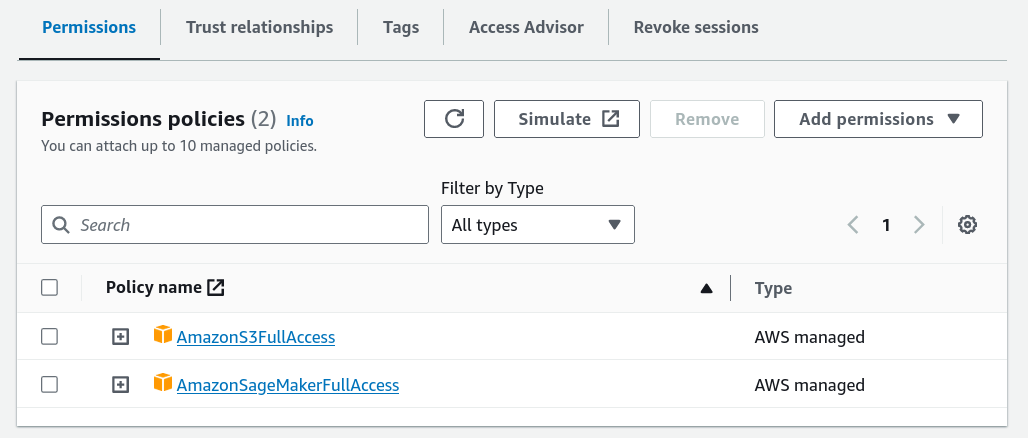 Permissions Trust relationships Tags Access Advisor Revoke sessions
Permissions policies (2) Info
Simulate Remove Add permissions
You can attach up to 10 managed policies.
Filter by Type
Search All types 1
Policy name Type
AmazonS3FullAccess AWS managed
AmazonSageMakerFullAccess AWS managed